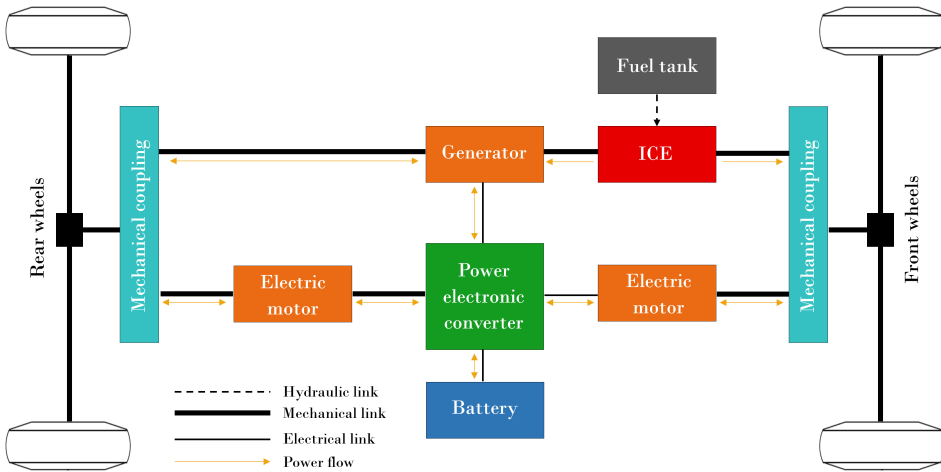 Fuel tank
Generator
ICE
Mechanical coupling
Mechanical coupling
Rear wheels
Front wheels
Electric
motor
Power
electronic
converter
Electric
motor
Battery
Hydraulic link
Mechanical link
Electrical link
Power flow